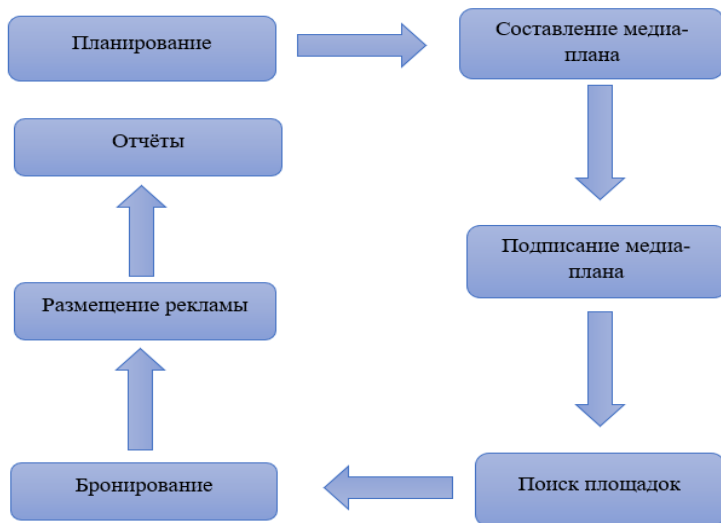 Планирование
Составление медиа-
плана
Отчёты
Подписание медиа-
плана
Размещение рекламы
Бронирование
Поиск площадок